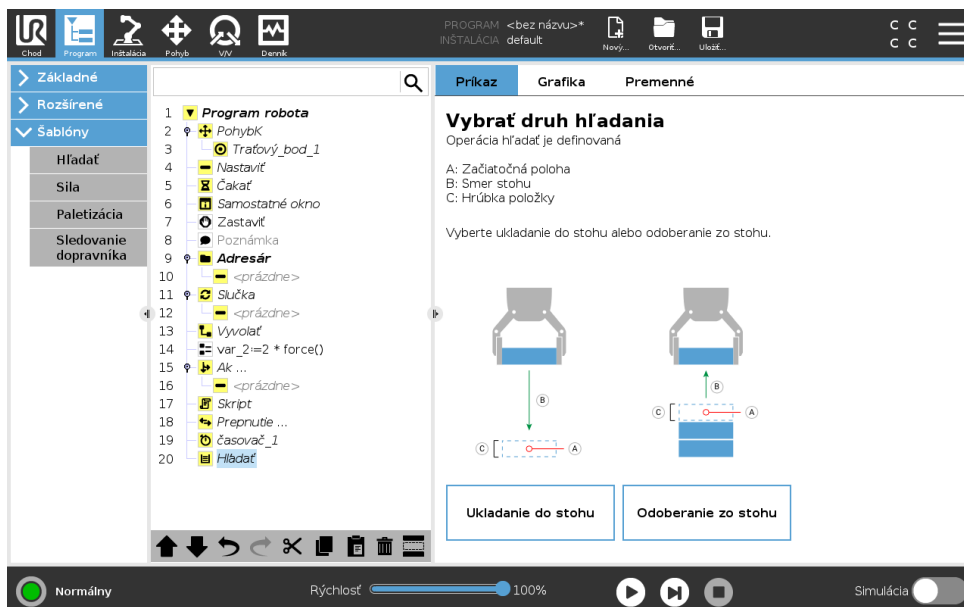 PROGRAM <bez názvu>*
INŠTALÁCIA default
Chod Program Inštalácia Pohyb V/V Denník Nový... Otvoriť... Uložiť...
C C
C C
Základné
Rozšírené
Šablóny
Hľadať
Sila
Paletizácia
Sledovanie
dopravníka
1 Program robota
2 PohybK
3 Traťový_bod_1
4 Nastaviť
5 Čakať
6 Samostatné okno
7 Zastaviť
8 Poznámka
9 Adresár
10 <prázdne>
11 Slučka
12 <prázdne>
13 Vyvolať
14 var_2:=2 * force()
15 Ak ...
16 <prázdne>
17 Skript
18 Prepnutie ...
19 časovač_1
20 Hľadať
Príkaz Grafika Premenné
Vybrať druh hľadania
Operácia hľadať je definovaná
A: Začiatočná poloha
B: Smer stohu
C: Hrúbka položky
Vyberte ukladanie do stohu alebo odoberanie zo stohu.
B B
C A
C A
Ukladanie do stohu Odoberanie zo stohu
Normálny Rýchlosť 100% Simulácia